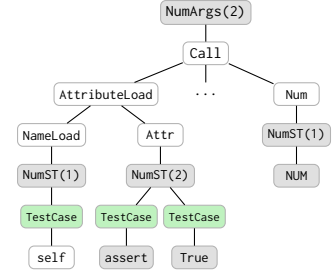 NumArgs(2)
Call
AttributeLoad ... Num
NameLoad Attr NumST(1)
NumST(1) NumST(2) NUM
TestCase TestCase TestCase
self assert True